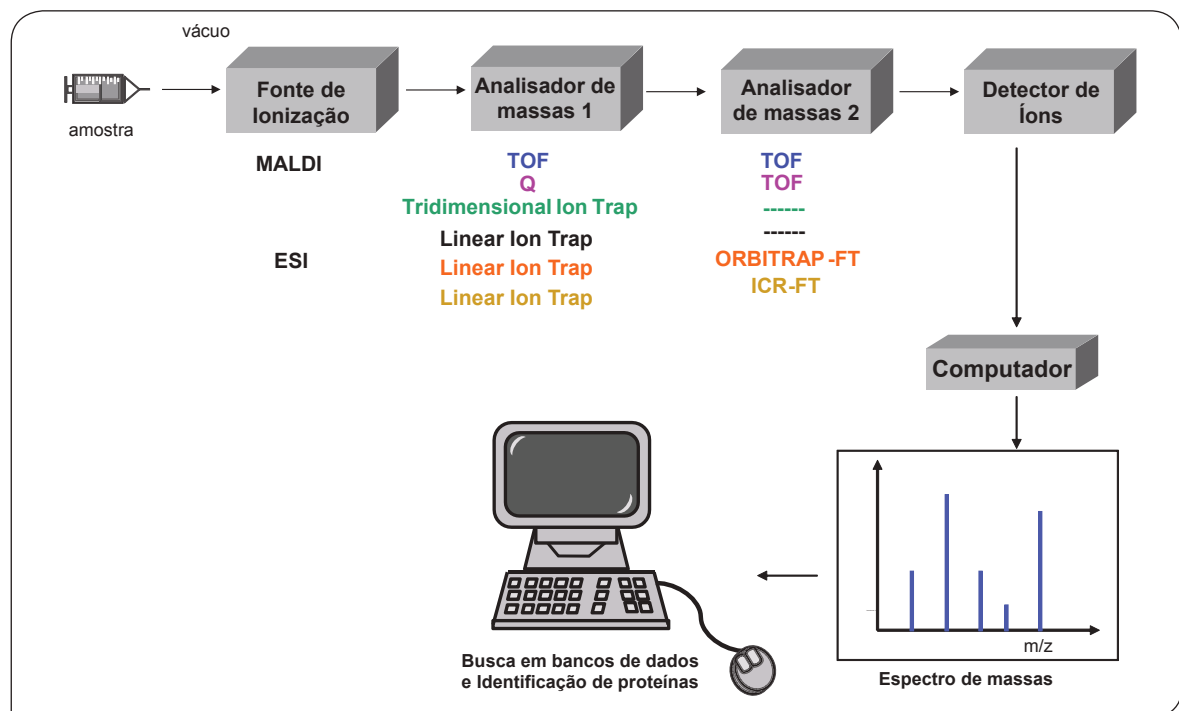 vácuo
amostra
Fonte de
Ionização
Analisador de
massas 1
Analisador
de massas 2
Detector de
Íons
MALDI
ESI
TOF
Q
Tridimensional Ion Trap
Linear Ion Trap
Linear Ion Trap
Linear Ion Trap
TOF
TOF
------
------
ORBITRAP -FT
ICR-FT
Computador
m/z
Espectro de massas
Busca em bancos de dados
e Identificação de proteínas